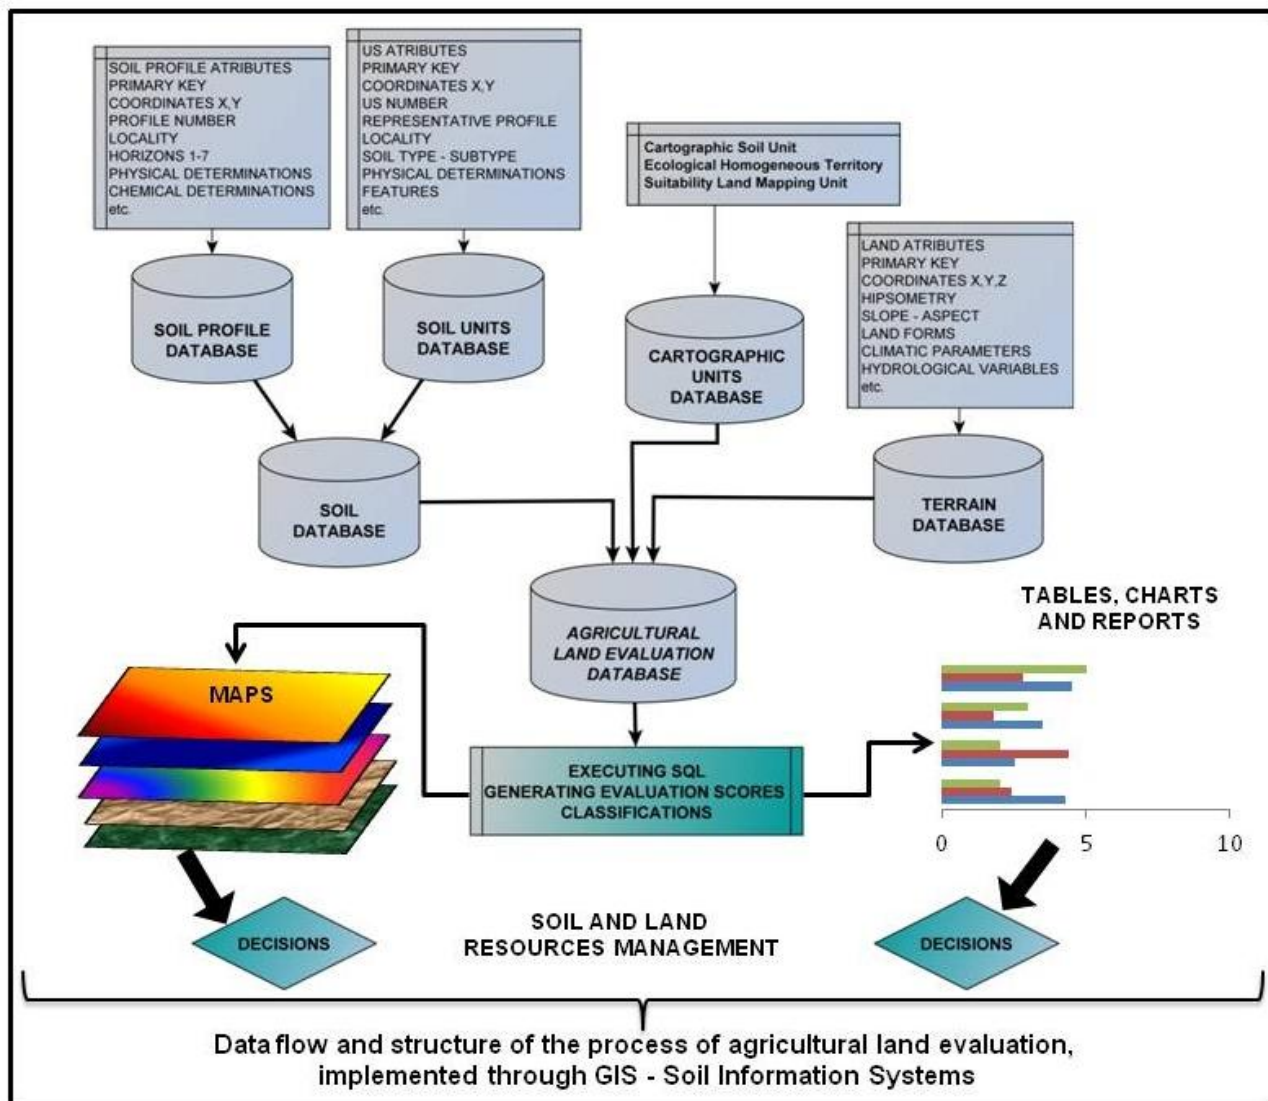 SOIL PROFILE ATRIBUTES
PRIMARY KEY
COORDINATES X,Y
PROFILE NUMBER
LOCALITY
HORIZONS 1-7
PHYSICAL DETERMINATIONS
CHEMICAL DETERMINATIONS
etc.
US ATRIBUTES
PRIMARY KEY
COORDINATES X,Y
US NUMBER
REPRESENTATIVE PROFILE
LOCALITY
SOIL TYPE - SUBTYPE
PHYSICAL DETERMINATIONS
FEATURES
etc.
Cartographic Soil Unit
Ecological Homogeneous Territory
Suitability Land Mapping Unit
LAND ATRIBUTES
PRIMARY KEY
COORDINATES X,Y,Z
HIPSOMETRY
SLOPE - ASPECT
LAND FORMS
CLIMATIC PARAMETERS
HYDROLOGICAL VARIABLES
etc.
SOIL PROFILE
DATABASE
SOIL UNITS
DATABASE
CARTOGRAPHIC
UNITS
DATABASE
SOIL
DATABASE
TERRAIN
DATABASE
AGRICULTURAL
LAND EVALUATION
DATABASE
TABLES, CHARTS
AND REPORTS
MAPS
EXECUTING SQL
GENERATING EVALUATION SCORES
CLASSIFICATIONS
0 5 10
DECISIONS
SOIL AND LAND
RESOURCES MANAGEMENT
DECISIONS
Data flow and structure of the process of agricultural land evaluation,
implemented through GIS - Soil Information Systems